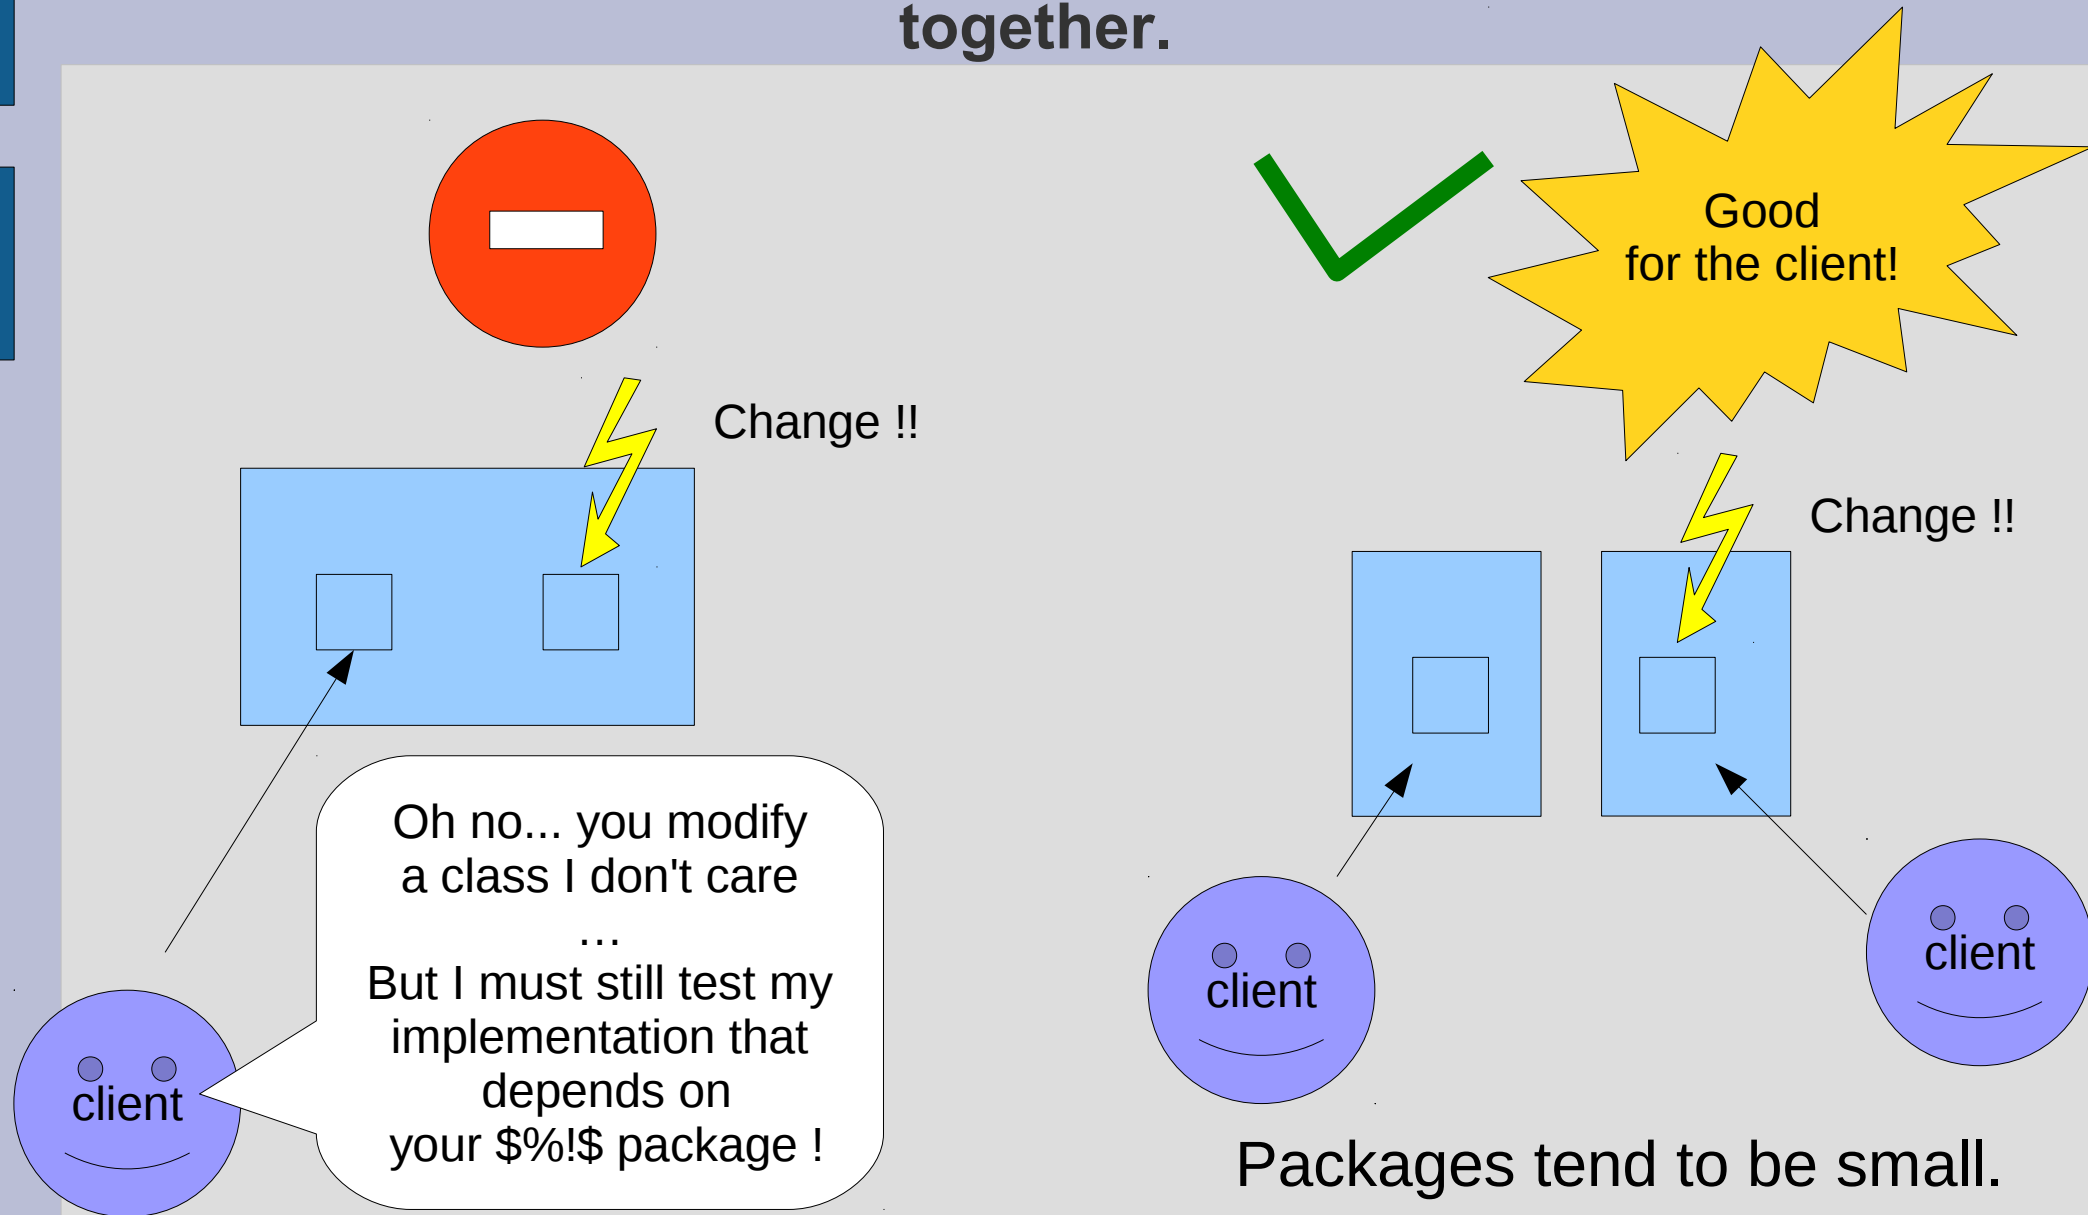 together.
Good
for the client!
Change !!
Change !!
Oh no... you modify
a class I don't care
...
But I must still test my
implementation that
depends on
your $%!$ package !
client
client
client
Packages tend to be small.